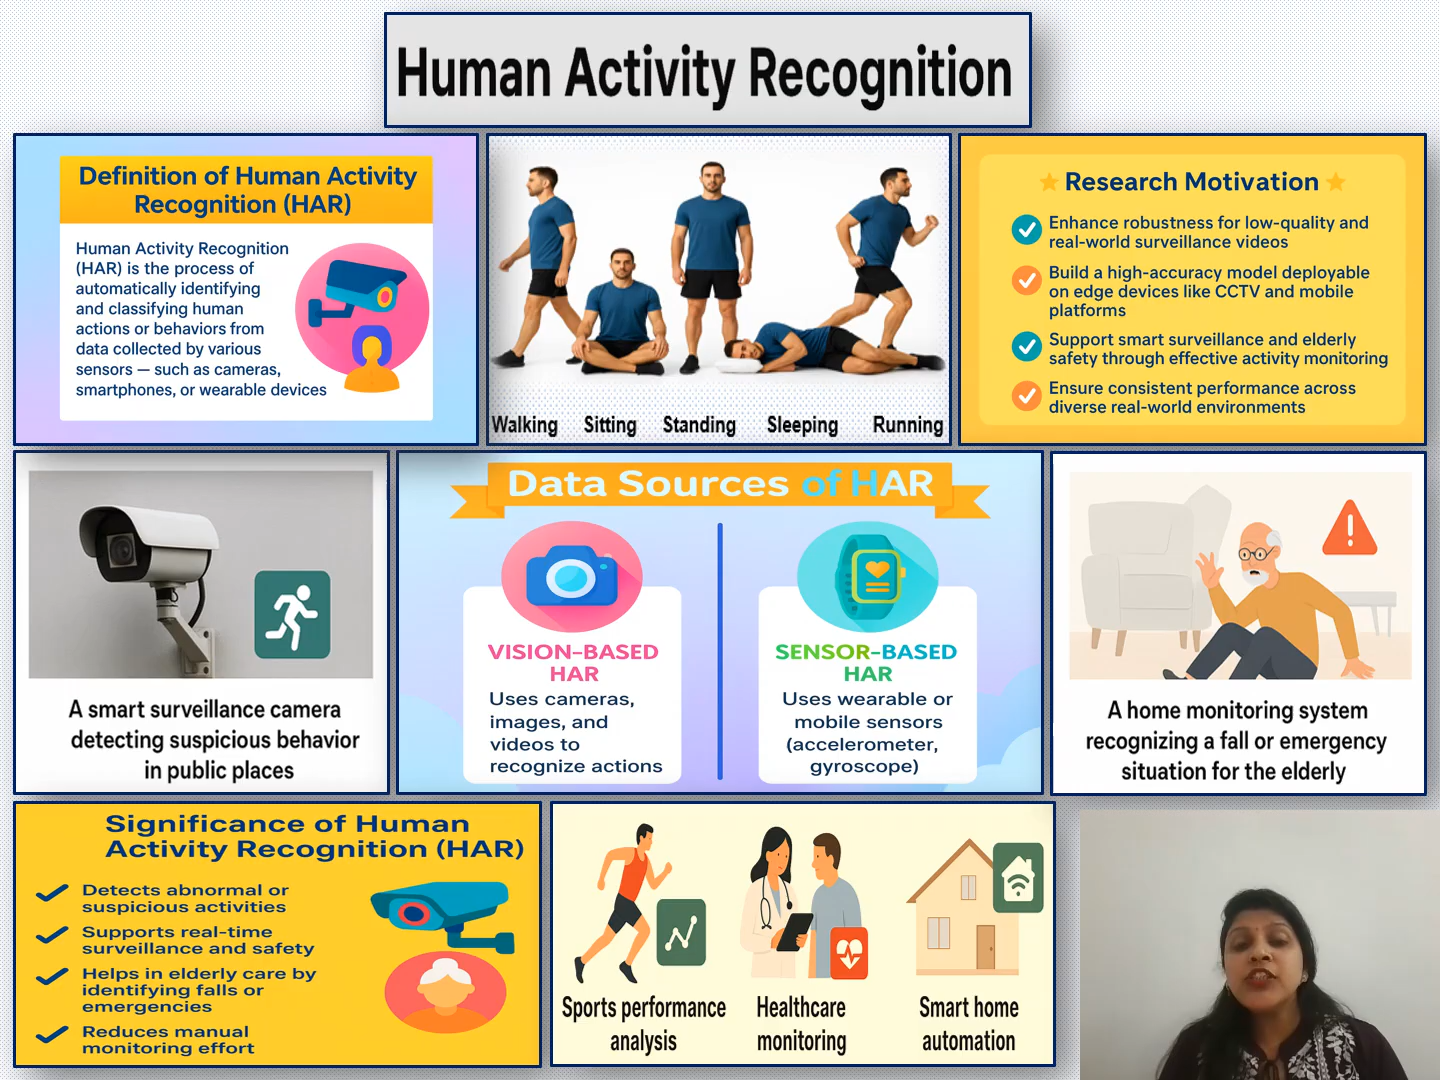 Human Activity Recognition
Definition of Human Activity
Recognition (HAR)
Human Activity Recognition
(HAR) is the process of
automatically identifying
and classifying human
actions or behaviors from
data collected by various
sensors — such as cameras,
smartphones, or wearable devices
Walking Sitting Standing Sleeping Running
Research Motivation
Enhance robustness for low-quality and
real-world surveillance videos
Build a high-accuracy model deployable
on edge devices like CCTV and mobile
platforms
Support smart surveillance and elderly
safety through effective activity monitoring
Ensure consistent performance across
diverse real-world environments
A smart surveillance camera
detecting suspicious behavior
in public places
Data Sources of HAR
VISION-BASED
HAR
Uses cameras,
images, and
videos to
recognize actions
SENSOR-BASED
HAR
Uses wearable or
mobile sensors
(accelerometer,
gyroscope)
A home monitoring system
recognizing a fall or emergency
situation for the elderly
Significance of Human
Activity Recognition (HAR)
Detects abnormal or
suspicious activities
Supports real-time
surveillance and safety
Helps in elderly care by
identifying falls or
emergencies
Reduces manual
monitoring effort
Sports performance
analysis
Healthcare
monitoring
Smart home
automation